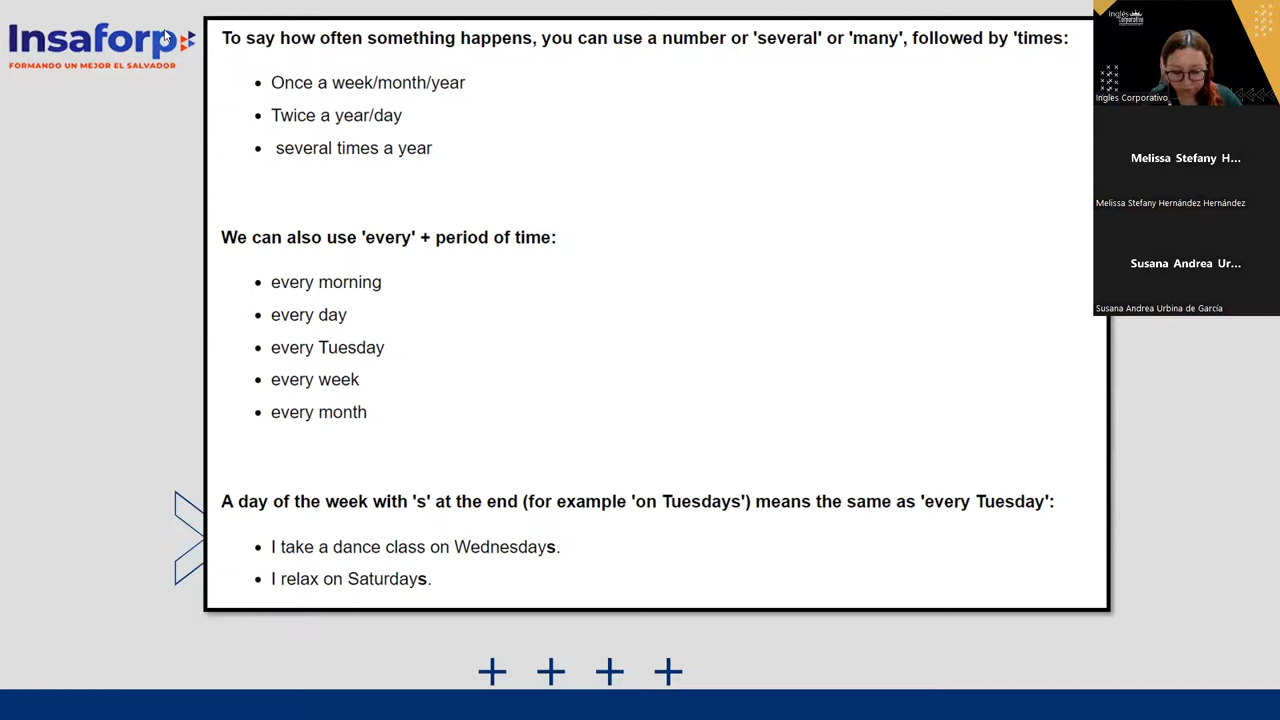 Insaforp
FORMANDO UN MEJOR EL SALVADOR
To say how often something happens, you can use a number or 'several' or 'many', followed by 'times:
Once a week/month/year
Twice a year/day
several times a year
We can also use 'every' + period of time:
every morning
every day
every Tuesday
every week
every month
A day of the week with 's' at the end (for example 'on Tuesdays') means the same as 'every Tuesday':
I take a dance class on Wednesdays.
I relax on Saturdays.
Inglés
Corporativo
Ingles Corporativo
Melissa Stefany H...
Melissa Stefany Hernández Hernández
Susana Andrea Ur...
Susana Andrea Urbina de García